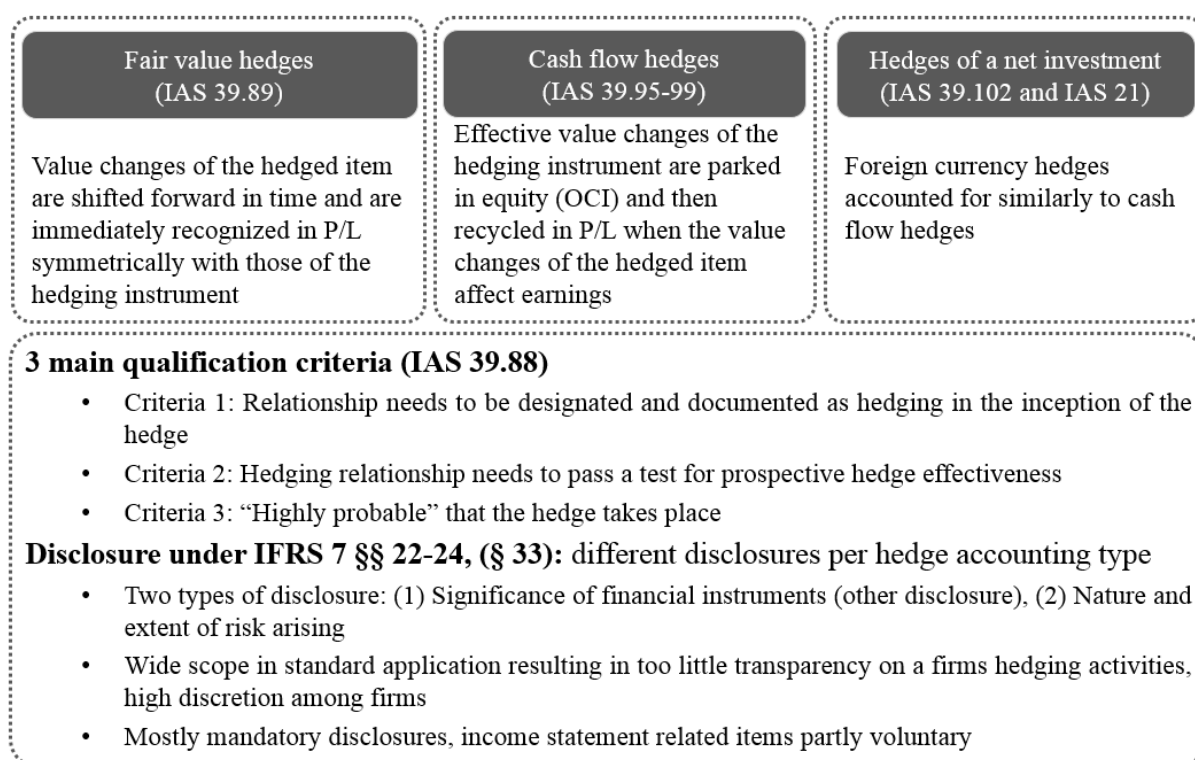 Fair value hedges
(IAS 39.89)
Value changes of the hedged item
are shifted forward in time and are
immediately recognized in P/L
symmetrically with those of the
hedging instrument
Cash flow hedges
(IAS 39.95-99)
Effective value changes of the
hedging instrument are parked
in equity (OCI) and then
recycled in P/L when the value
changes of the hedged item
affect earnings
Hedges of a net investment
(IAS 39.102 and IAS 21)
Foreign currency hedges
accounted for similarly to cash
flow hedges
3 main qualification criteria (IAS 39.88)
• Criteria 1: Relationship needs to be designated and documented as hedging in the inception of the
hedge
• Criteria 2: Hedging relationship needs to pass a test for prospective hedge effectiveness
• Criteria 3: “Highly probable” that the hedge takes place
Disclosure under IFRS 7 §§ 22-24, (§ 33): different disclosures per hedge accounting type
• Two types of disclosure: (1) Significance of financial instruments (other disclosure), (2) Nature and
extent of risk arising
• Wide scope in standard application resulting in too little transparency on a firms hedging activities,
high discretion among firms
• Mostly mandatory disclosures, income statement related items partly voluntary